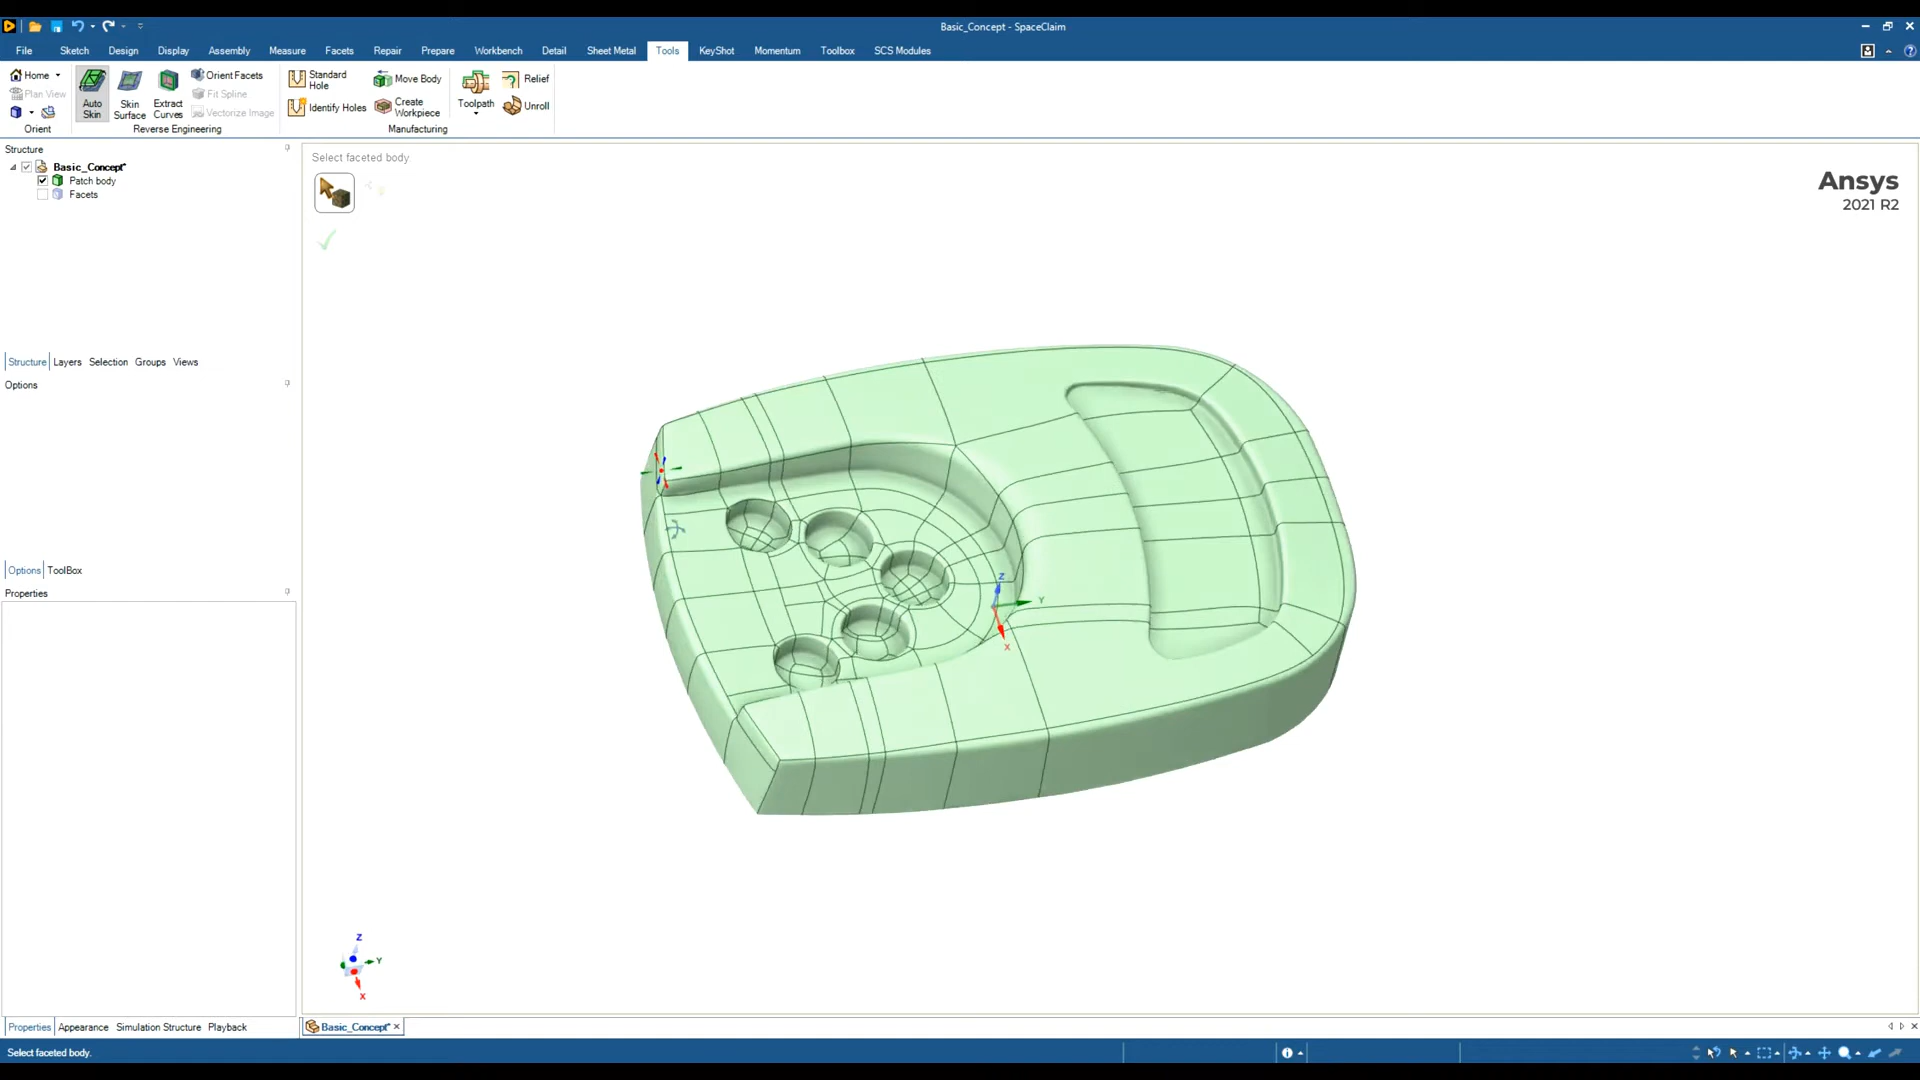 Basic_Concept - SpaceClaim
File Sketch Design Display Assembly Measure Facets Repair Prepare Workbench Detail Sheet Metal Tools KeyShot Momentum Toolbox SCS Modules
Home
Plan View
Orient
Auto Skin
Skin Surface
Extract Curves
Orient Facets
Fit Spline
Vectorize Image
Reverse Engineering
Standard Hole
Identify Holes
Move Body
Create Workpiece
Toolpath
Relief
Unroll
Manufacturing
Structure
Basic_Concept*
Patch body
Facets
Structure Layers Selection Groups Views
Options
Options ToolBox
Properties
Properties Appearance Simulation Structure Playback
Select faceted body
Ansys
2021 R2
Z
Y
X
Z
Y
X
Basic_Concept*
Select faceted body.